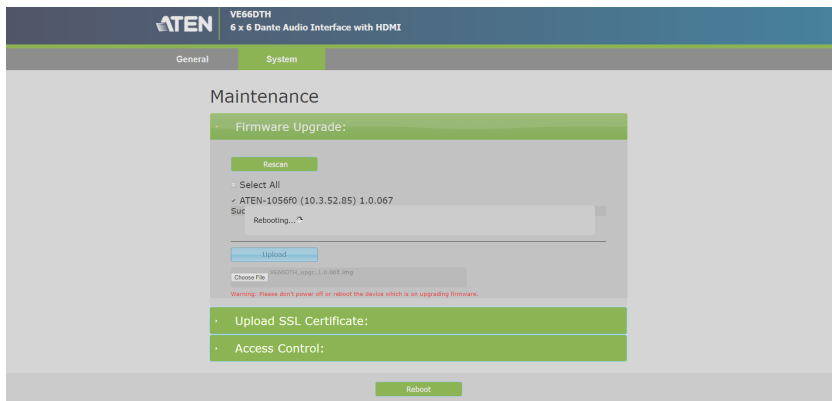 ATEN
VE66DTH
6 x 6 Dante Audio Interface with HDMI
General
System
Maintenance
Firmware Upgrade:
Rescan
Select All
ATEN-1056f0 (10.3.52.85) 1.0.067
Suc
Rebooting...
Upload
Choose File
Warning: Please don't power off or reboot the device which is on upgrading firmware.
Upload SSL Certificate:
Access Control:
Reboot